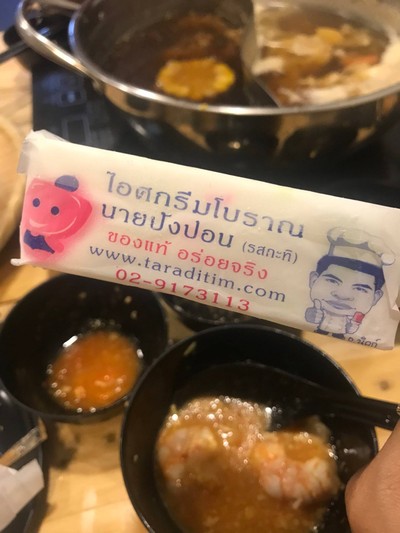 ไอศกรีมโบราณ
นายปังปอน (รสกะทิ)
ของแท้ อร่อยจริง
www.taraditim.com
02-9173113